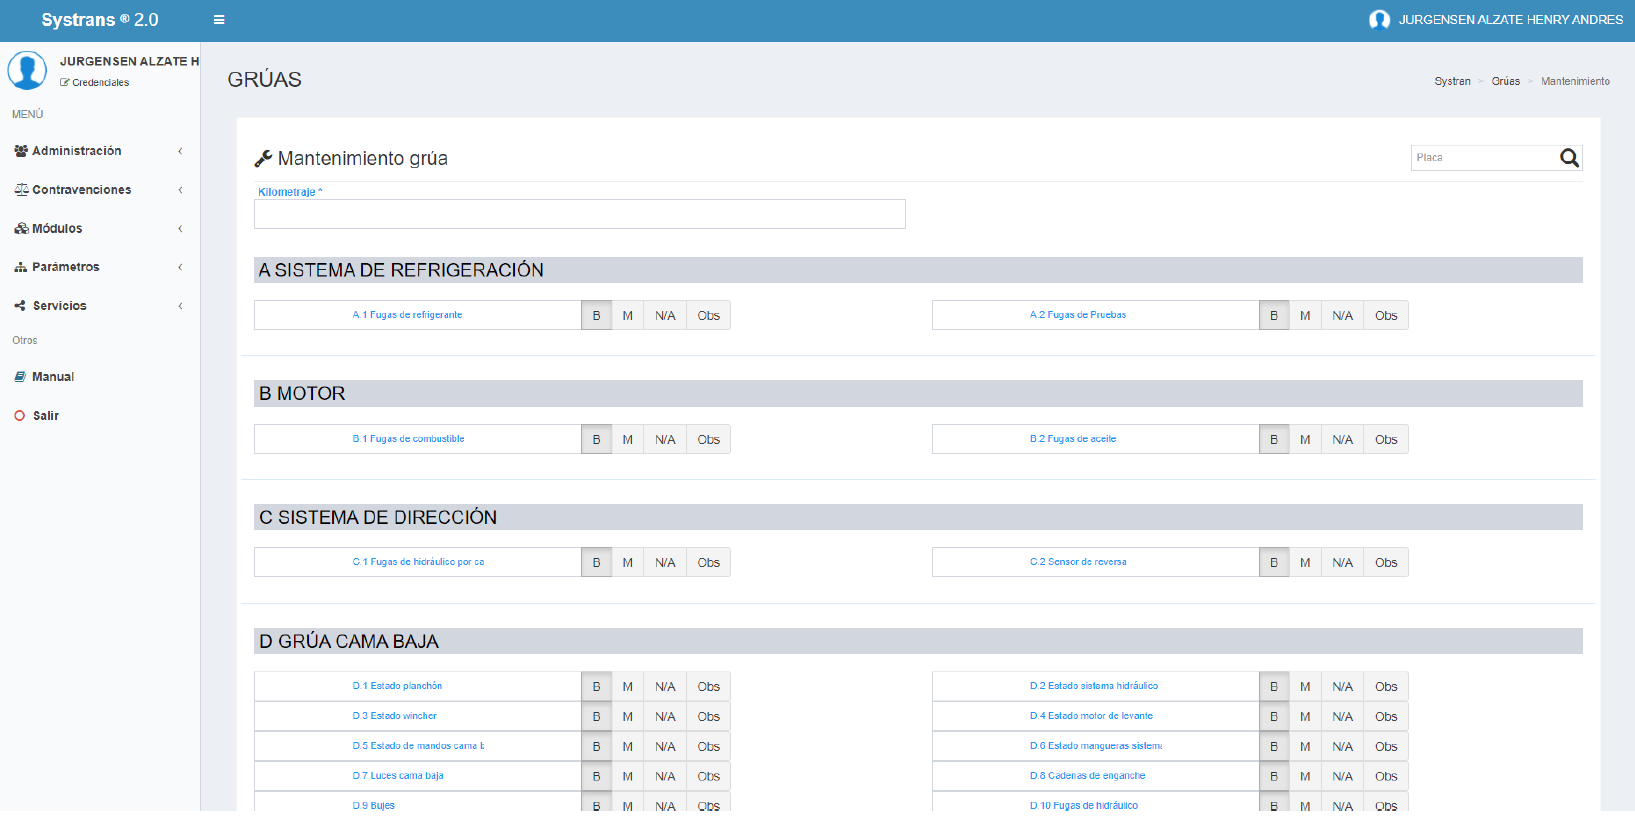 Systrans ® 2.0
JURGENSEN ALZATE HENRY ANDRES
JURGENSEN ALZATE H
Credenciales
MENÚ
Administración
Contravenciones
Módulos
Parámetros
Servicios
Otros
Manual
Salir
GRÚAS
Systran > Grúas > Mantenimiento
Mantenimiento grúa
Placa
Kilometraje *
A SISTEMA DE REFRIGERACIÓN
A.1 Fugas de refrigerante B M N/A Obs
A.2 Fugas de Pruebas B M N/A Obs
B MOTOR
B.1 Fugas de combustible B M N/A Obs
B.2 Fugas de aceite B M N/A Obs
C SISTEMA DE DIRECCIÓN
C.1 Fugas de hidráulico por ca B M N/A Obs
C.2 Sensor de reversa B M N/A Obs
D GRÚA CAMA BAJA
D.1 Estado planchón B M N/A Obs
D.2 Estado sistema hidráulico B M N/A Obs
D.3 Estado wincher B M N/A Obs
D.4 Estado motor de levante B M N/A Obs
D.5 Estado de mandos cama b B M N/A Obs
D.6 Estado mangueras sistema B M N/A Obs
D.7 Luces cama baja B M N/A Obs
D.8 Cadenas de enganche B M N/A Obs
D.9 Bujes B M N/A Obs
D.10 Fugas de hidráulico B M N/A Obs